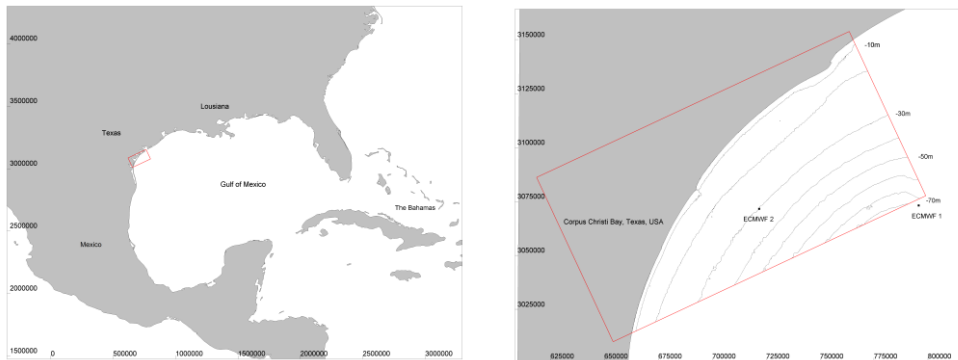 4000000
3500000
Lousiana
Texas
3000000
Gulf of Mexico
The Bahamas
2500000
Mexico
2000000
1500000
0 500000 1000000 1500000 2000000 2500000 3000000
3150000
-10m
3125000
3100000
-30m
-50m
3075000
-70m
Corpus Christi Bay, Texas, USA
ECMWF 2
ECMWF 1
3050000
3025000
625000 650000 675000 700000 725000 750000 775000 800000